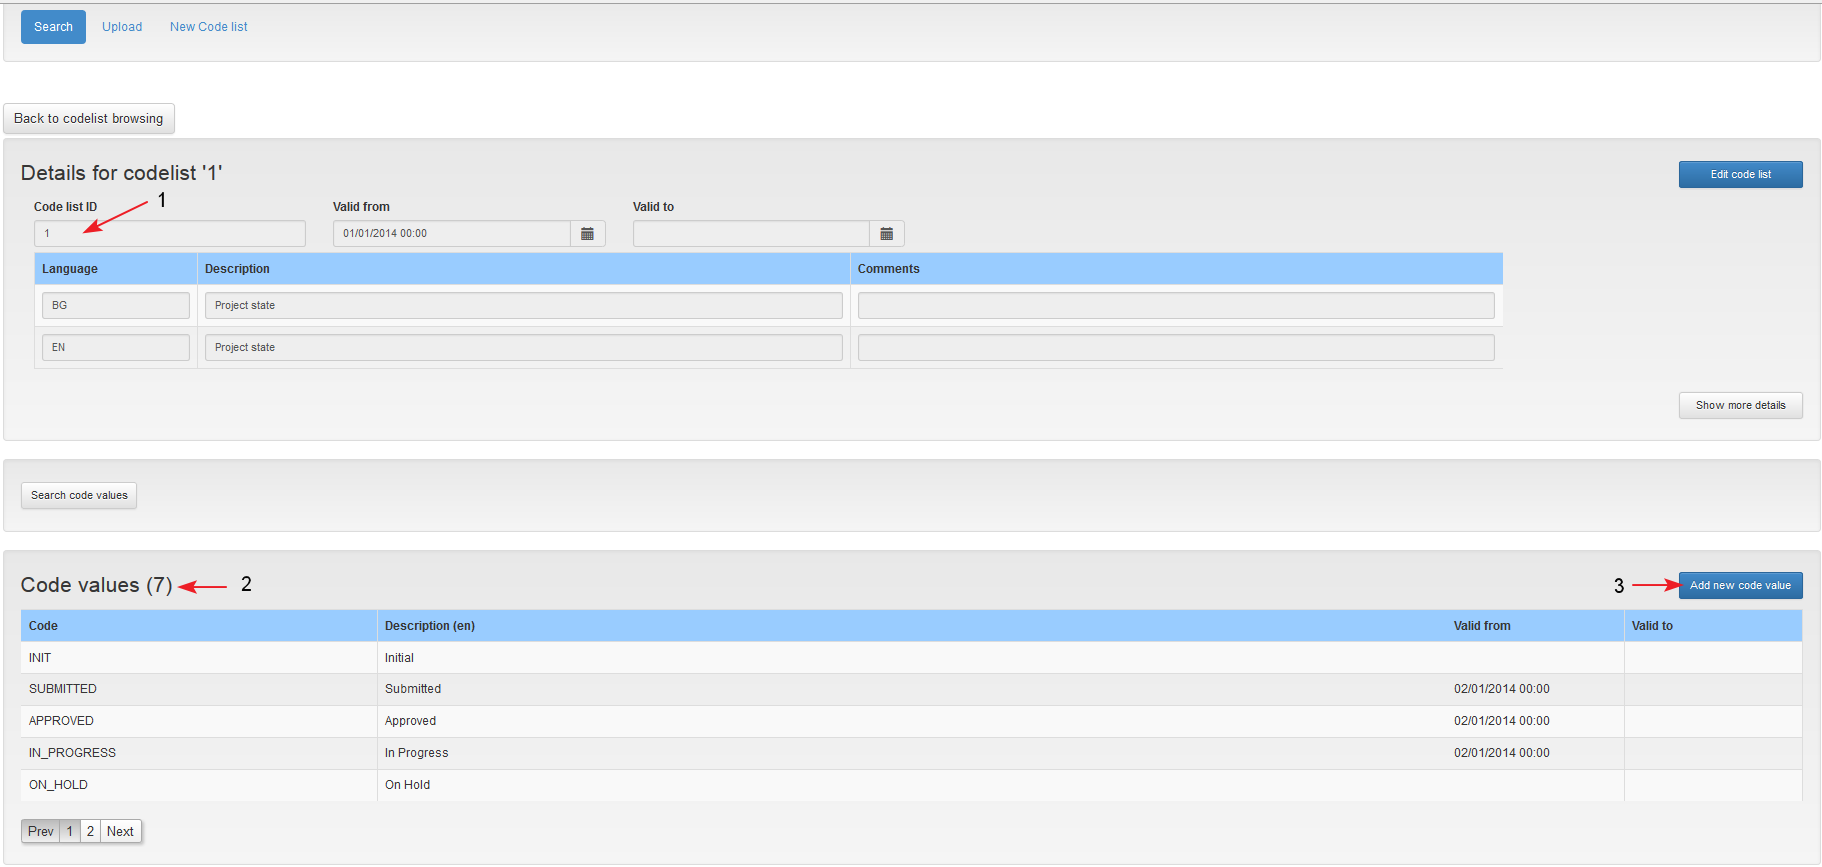 Search Upload New Code list
Back to codelist browsing
Details for codelist '1'
Edit code list
1
Code list ID Valid from Valid to
1 01/01/2014 00:00
Language Description Comments
BG Project state
EN Project state
Show more details
Search code values
Code values (7) 2 3 Add new code value
Code Description (en) Valid from Valid to
INIT Initial
SUBMITTED Submitted 02/01/2014 00:00
APPROVED Approved 02/01/2014 00:00
IN_PROGRESS In Progress 02/01/2014 00:00
ON_HOLD On Hold
Prev 1 2 Next